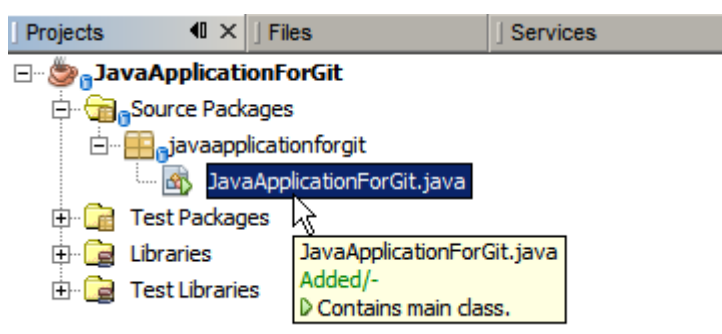 Projects
Files
Services
JavaApplicationForGit
Source Packages
javaapplicationforgit
JavaApplicationForGit.java
Test Packages
Libraries
Test Libraries
JavaApplicationForGit.java
Added/-
Contains main class.